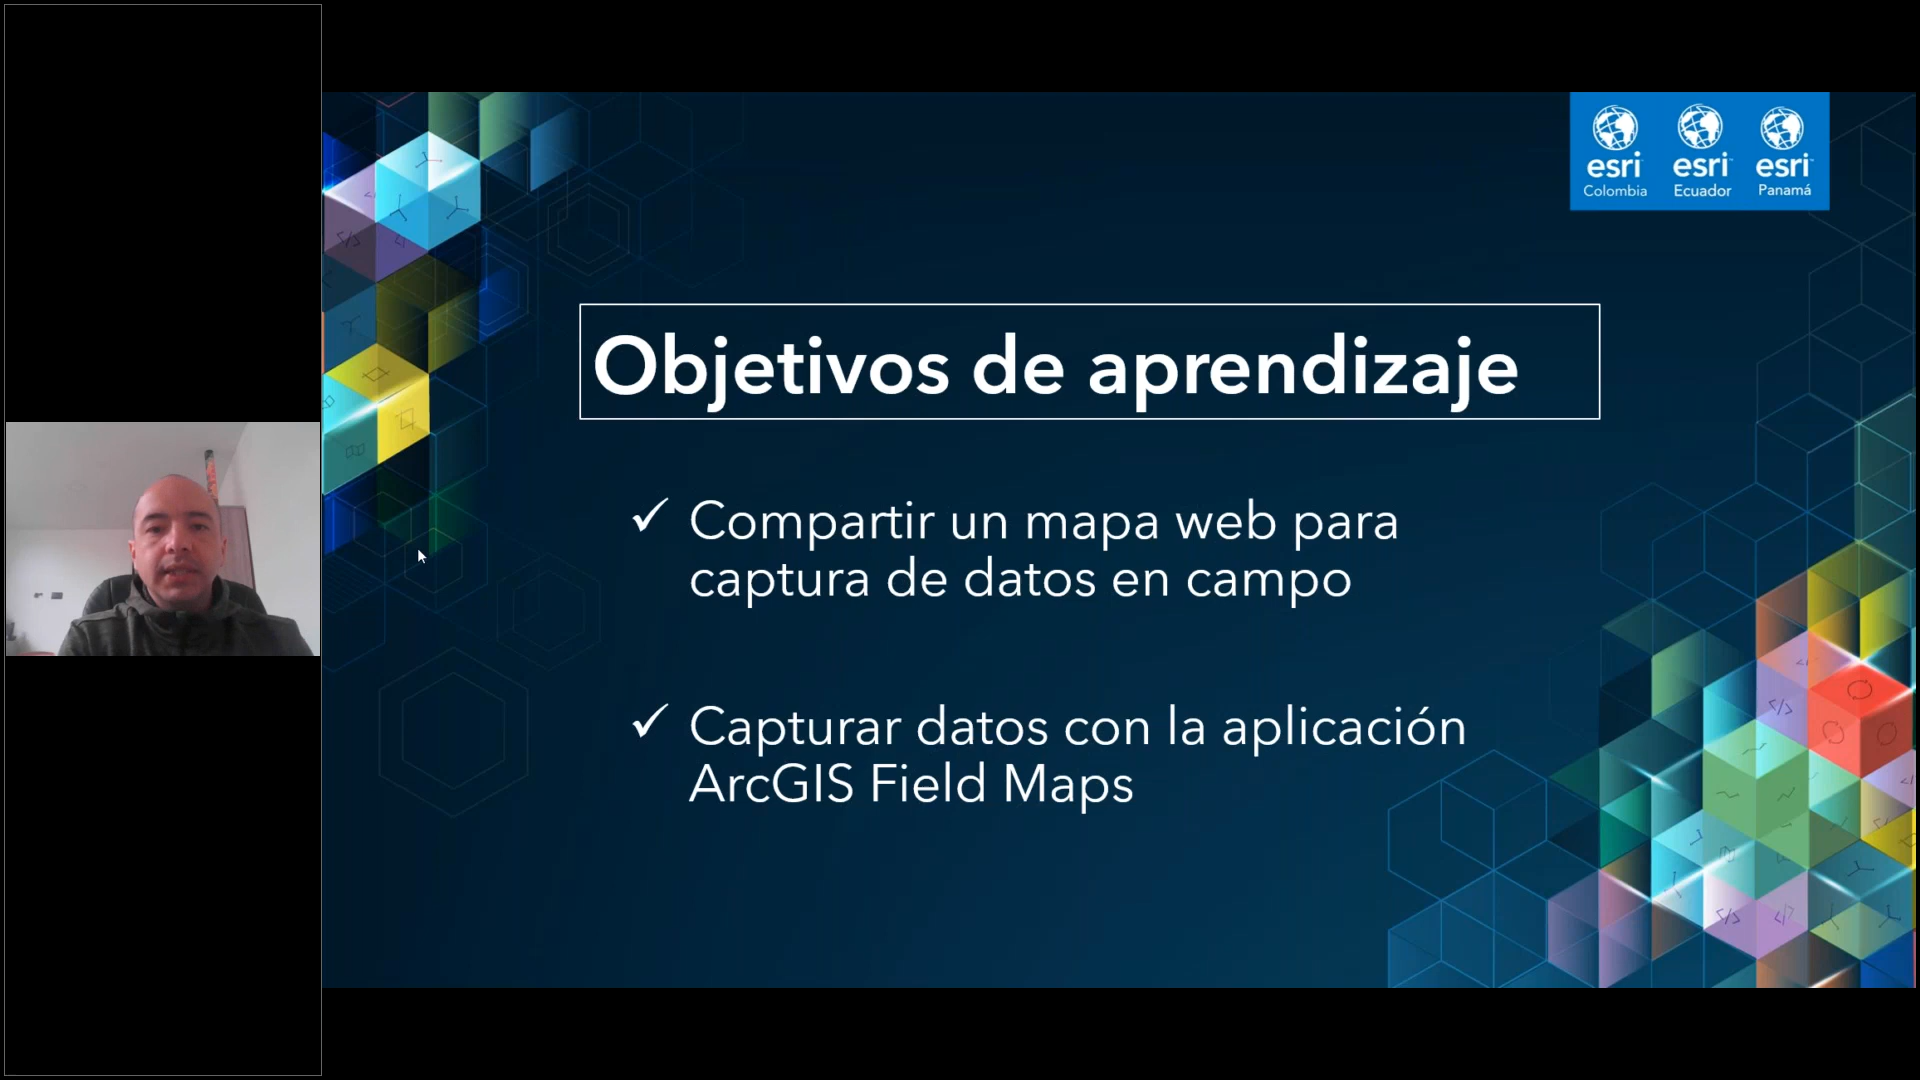 esri esri esri
Colombia Ecuador Panamá
Objetivos de aprendizaje
✓ Compartir un mapa web para
captura de datos en campo
✓ Capturar datos con la aplicación
ArcGIS Field Maps